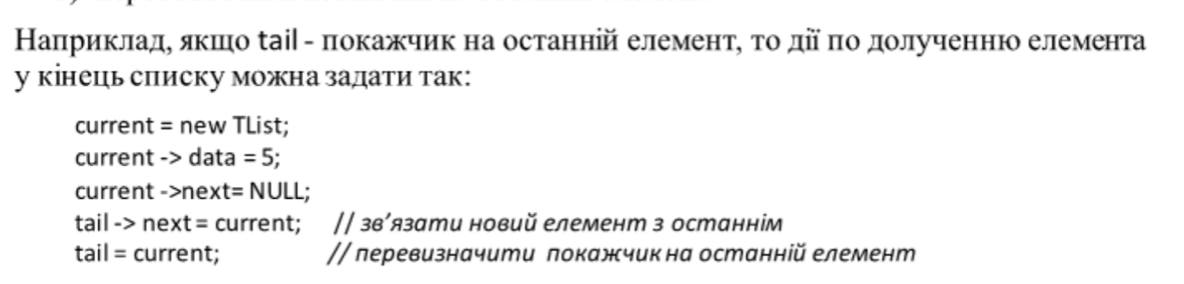 Наприклад, якщо tail - покажчик на останній елемент, то дії по долученню елемента
у кінець списку можна задати так:
current = new TList;
current -> data = 5;
current ->next= NULL;
tail -> next = current; // зв’язати новий елемент з останнім
tail = current; // перевизначити покажчик на останній елемент